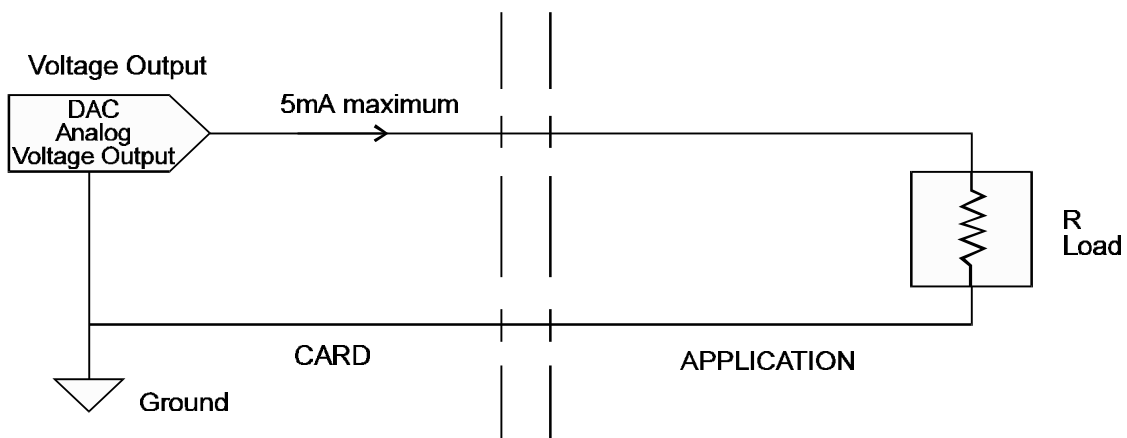 Voltage Output
DAC
Analog
Voltage Output
5mA maximum
R
Load
CARD
APPLICATION
Ground